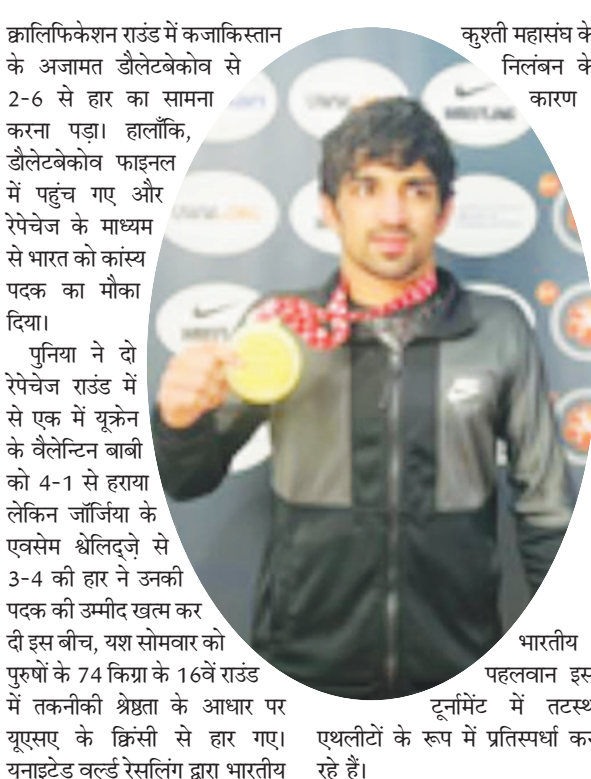 क्वालिफिकेशन राउंड में कजाकिस्तान
के अजामत डौलेटबेकोव से
2-6 से हार का सामना
करना पड़ा। हालाँकि,
डौलेटबेकोव फाइनल
में पहुंच गए और
रेपेचेज के माध्यम
से भारत को कांस्य
पदक का मौका
दिया।
पुनिया ने दो
रेपेचेज राउंड में
से एक में यूक्रेन
के वैलेन्टिन बाबी
को 4-1 से हराया
लेकिन जॉर्जिया के
एवसेम श्वेलिद्ज़े से
3-4 की हार ने उनकी
पदक की उम्मीद खत्म कर
दी इस बीच, यश सोमवार को
पुरुषों के 74 किग्रा के 16वें राउंड
में तकनीकी श्रेष्ठता के आधार पर
यूएसए के क्रिंसी से हार गए।
यूनाइटेड वर्ल्ड रेसलिंग द्वारा भारतीय
कुश्ती महासंघ के
निलंबन के
कारण
भारतीय
पहलवान इस
टूर्नामेंट में तटस्थ
एथलीटों के रूप में प्रतिस्पर्धा कर
रहे हैं।